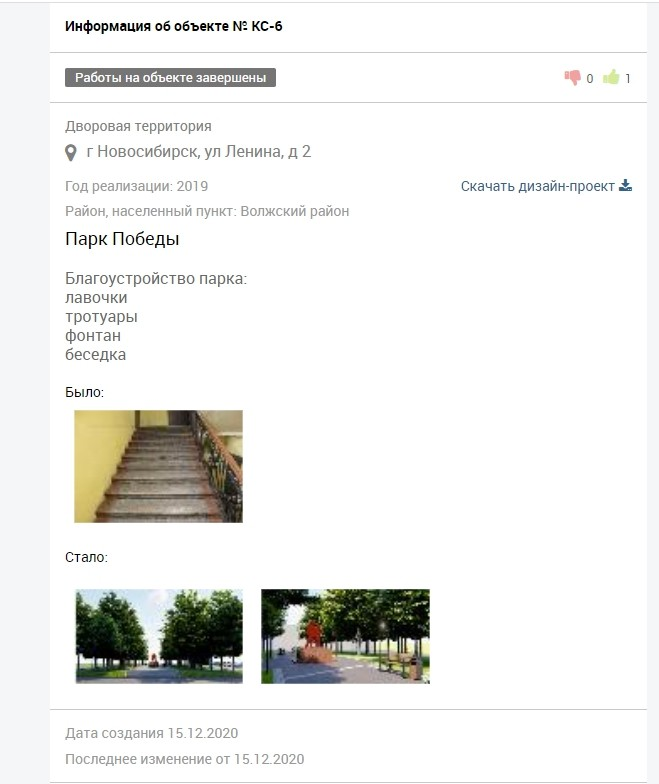 Информация об объекте № КС-6
Работы на объекте завершены
0 1
Дворовая территория
г Новосибирск, ул Ленина, д 2
Год реализации: 2019
Скачать дизайн-проект
Район, населенный пункт: Волжский район
Парк Победы
Благоустройство парка:
лавочки
тротуары
фонтан
беседка
Было:
Стало:
Дата создания 15.12.2020
Последнее изменение от 15.12.2020